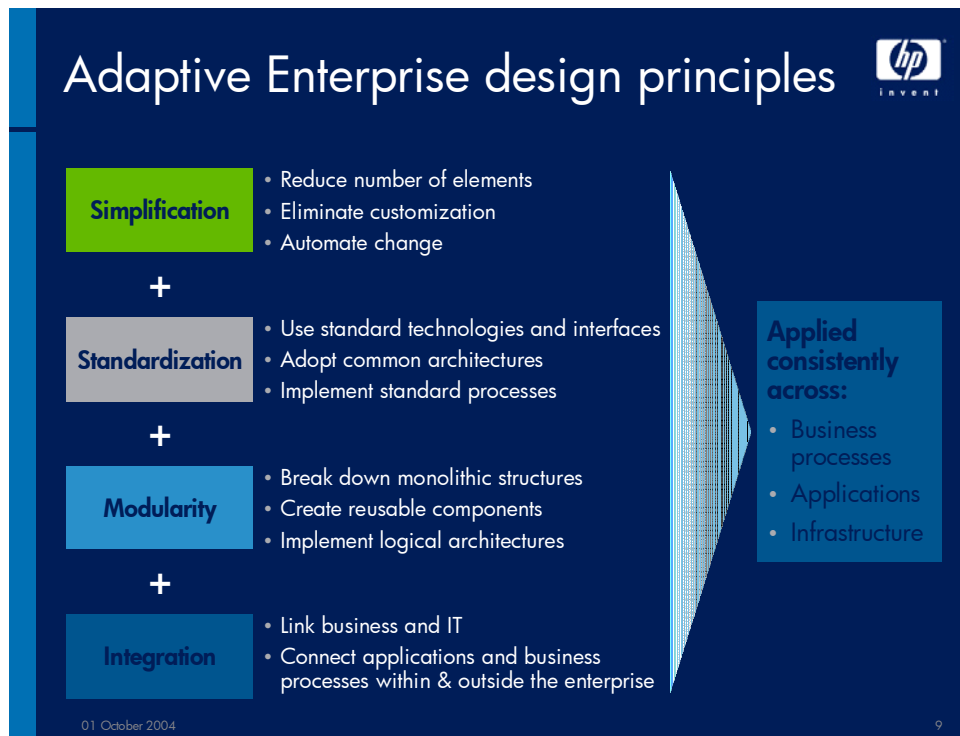 Adaptive Enterprise design principles
hp
invent
Simplification
• Reduce number of elements
• Eliminate customization
• Automate change
+
Standardization
• Use standard technologies and interfaces
• Adopt common architectures
• Implement standard processes
+
Modularity
• Break down monolithic structures
• Create reusable components
• Implement logical architectures
+
Integration
• Link business and IT
• Connect applications and business
processes within & outside the enterprise
Applied
consistently
across:
• Business
processes
• Applications
• Infrastructure
01 October 2004
9